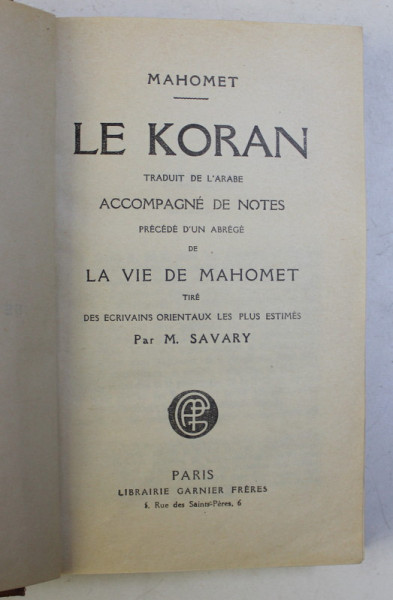 MAHOMET
LE KORAN
TRADUIT DE L'ARABE
ACCOMPAGNÉ DE NOTES
PRÉCÉDÉ D'UN ABRÉGÉ
DE
LA VIE DE MAHOMET
TIRÉ
DES ECRIVAINS ORIENTAUX LES PLUS ESTIMÉS
Par M. SAVARY
PARIS
LIBRAIRIE GARNIER FRÈRES
Rue des Saints-Pères, 6